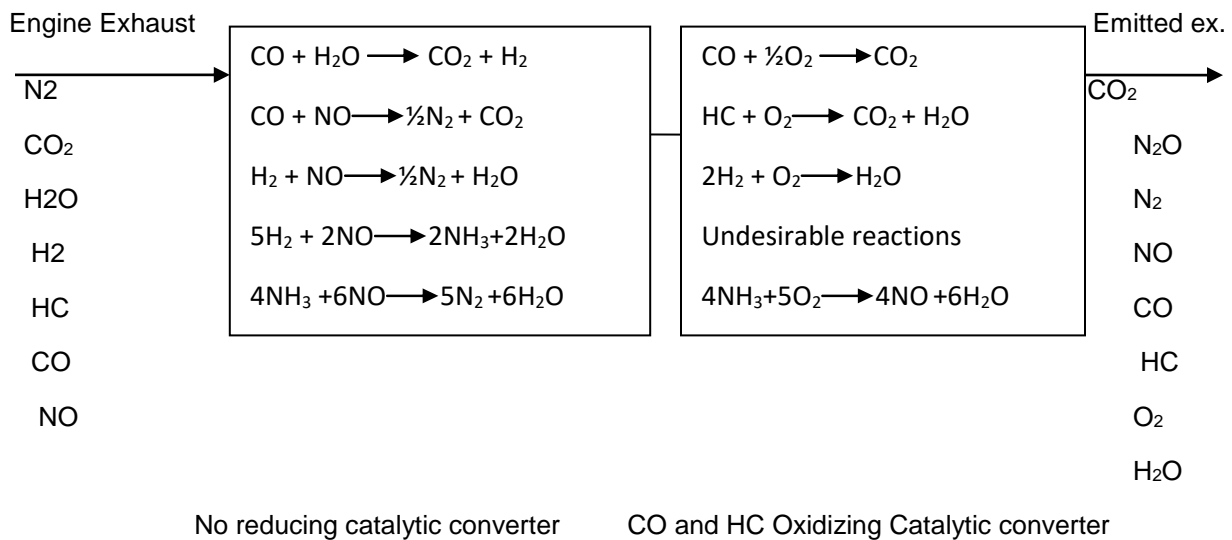 Engine Exhaust
N2
CO₂
H2O
H2
HC
CO
NO
CO + H₂O → CO₂ + H₂
CO + NO → ½N₂ + CO₂
H₂ + NO → ½N₂ + H₂O
5H₂ + 2NO → 2NH₃+2H₂O
4NH₃ +6NO → 5N₂ +6H₂O
No reducing catalytic converter
CO + ½O₂ → CO₂
HC + O₂ → CO₂ + H₂O
2H₂ + O₂ → H₂O
Undesirable reactions
4NH₃+5O₂ → 4NO +6H₂O
CO and HC Oxidizing Catalytic converter
Emitted ex.
CO₂
N₂O
N₂
NO
CO
HC
O₂
H₂O